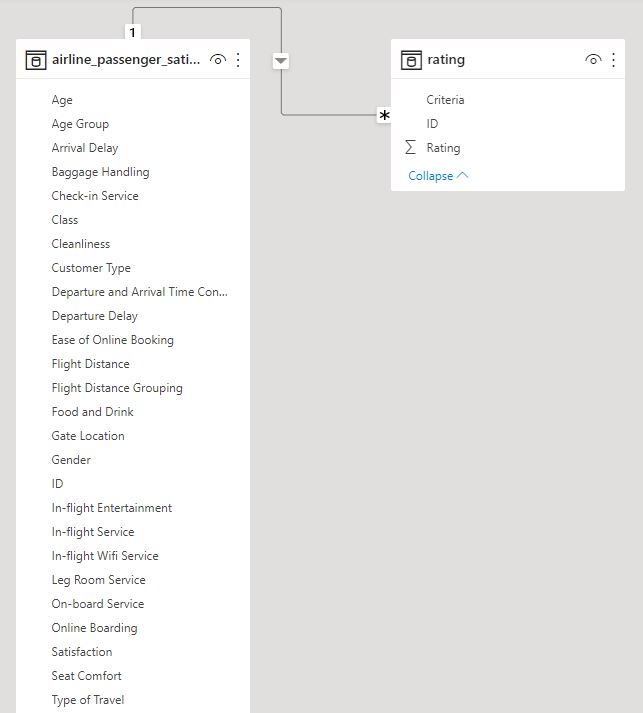 1
airline_passenger_sati...
Age
Age Group
Arrival Delay
Baggage Handling
Check-in Service
Class
Cleanliness
Customer Type
Departure and Arrival Time Con...
Departure Delay
Ease of Online Booking
Flight Distance
Flight Distance Grouping
Food and Drink
Gate Location
Gender
ID
In-flight Entertainment
In-flight Service
In-flight Wifi Service
Leg Room Service
On-board Service
Online Boarding
Satisfaction
Seat Comfort
Type of Travel
*
rating
Criteria
ID
∑ Rating
Collapse